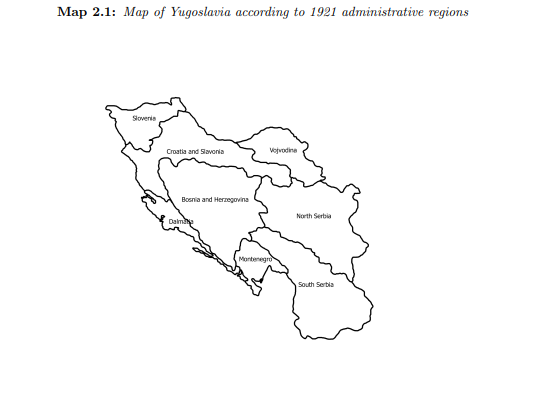 Map 2.1: Map of Yugoslavia according to 1921 administrative regions
Slovenia
Croatia and Slavonia
Vojvodina
Bosnia and Herzegovina
North Serbia
Dalmatia
Montenegro
South Serbia